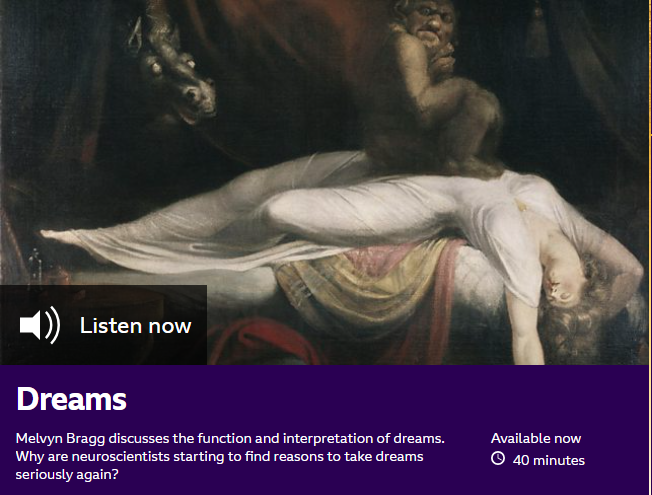 Listen now
Dreams
Melvyn Bragg discusses the function and interpretation of dreams.
Why are neuroscientists starting to find reasons to take dreams
seriously again?
Available now
40 minutes